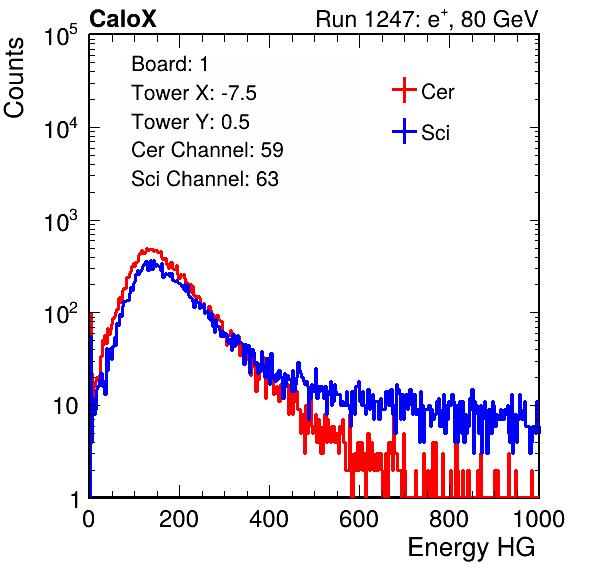 CaloX Run 1247: e⁺, 80 GeV
Counts
Board: 1
Tower X: -7.5
Tower Y: 0.5
Cer Channel: 59
Sci Channel: 63
Cer
Sci
10⁵
10⁴
10³
10²
10
1
0 200 400 600 800 1000
Energy HG